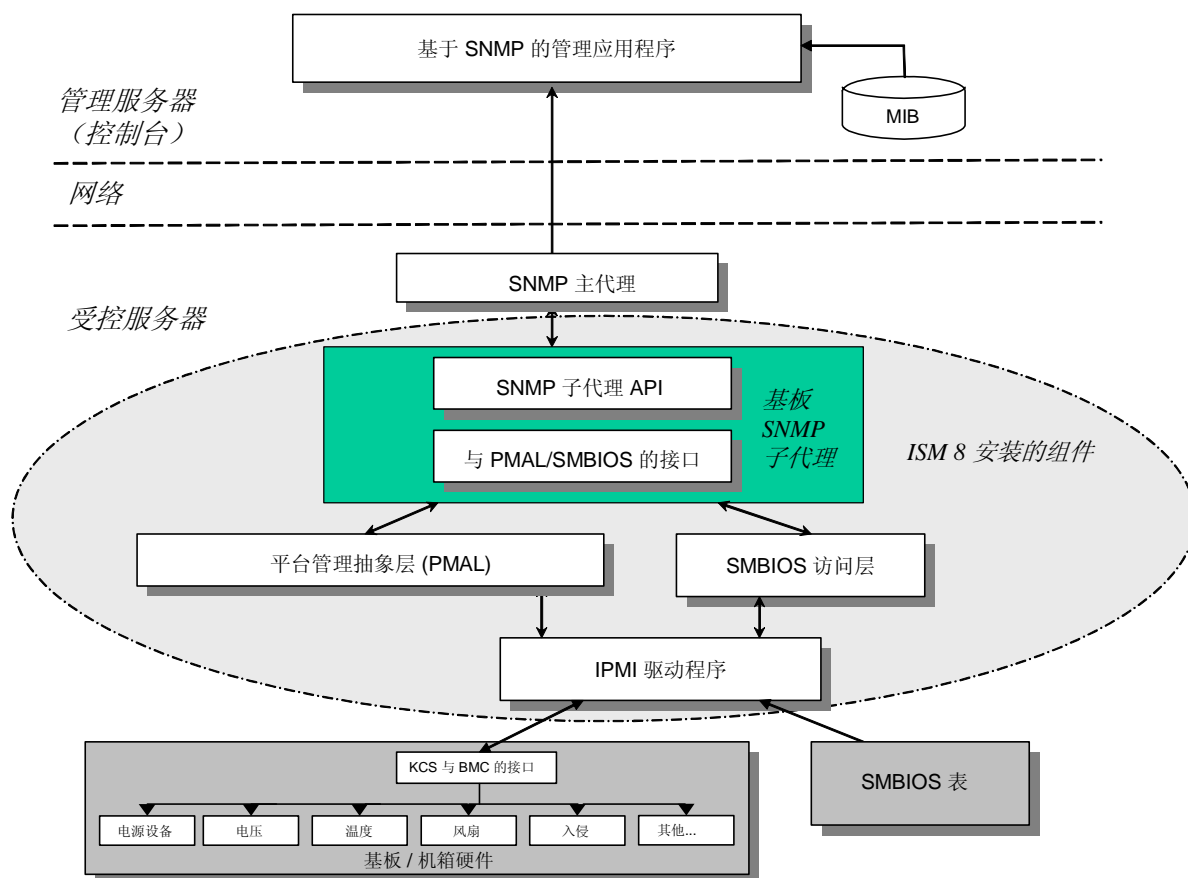 基于 SNMP 的管理应用程序
管理服务器
（控制台）
MIB
网络
SNMP 主代理
受控服务器
SNMP 子代理 API
基板
SNMP
子代理
与 PMAL/SMBIOS 的接口
ISM 8 安装的组件
平台管理抽象层 (PMAL)
SMBIOS 访问层
IPMI 驱动程序
KCS 与 BMC 的接口
SMBIOS 表
电源设备
电压
温度
风扇
入侵
其他...
基板 / 机箱硬件